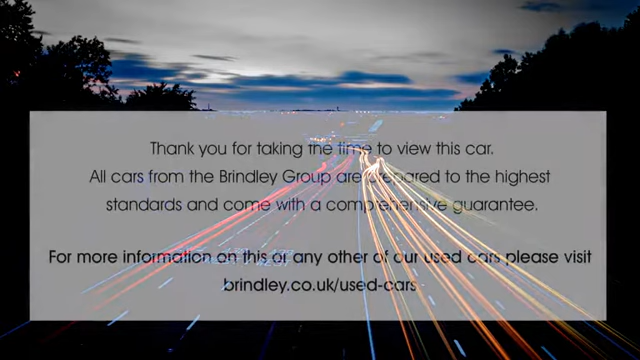 Thank you for taking the time to view this car.
All cars from the Brindley Group are prepared to the highest
standards and come with a comprehensive guarantee.
For more information on this or any other of our used cars please visit
brindley.co.uk/used-cars